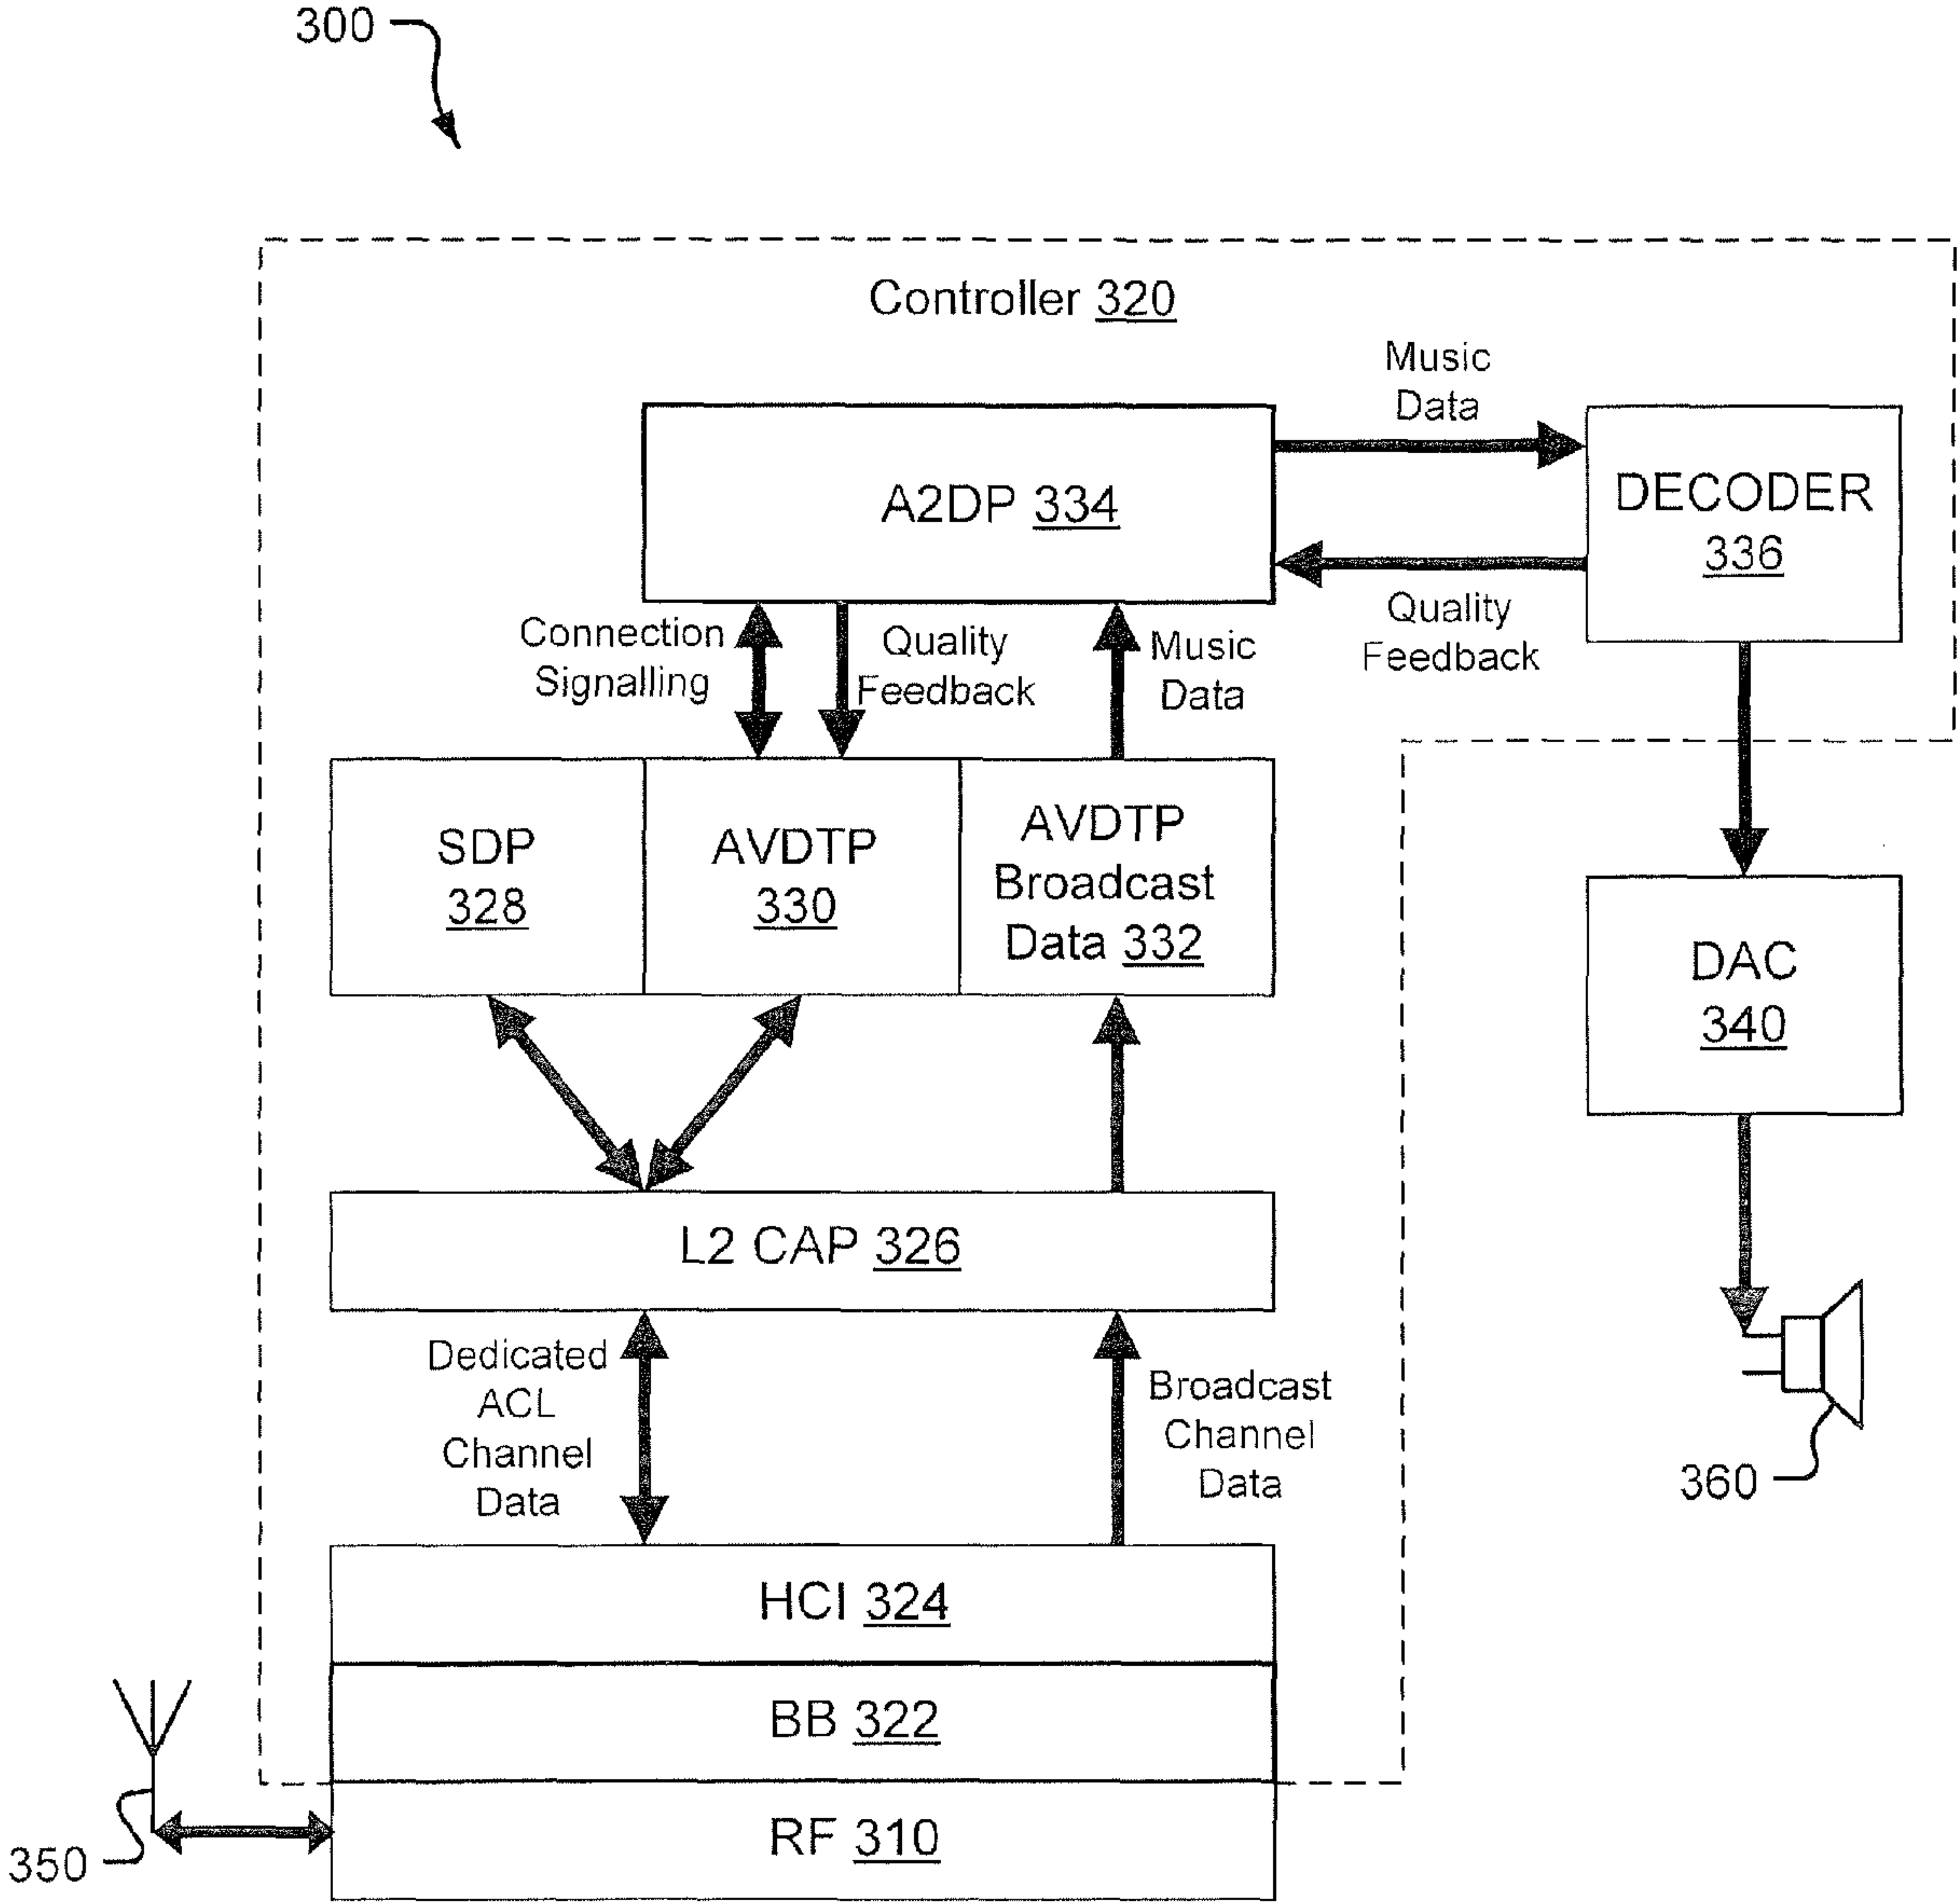 300
Controller 320
Music
Data
A2DP 334
DECODER
336
Connection
Signalling
Quality
Feedback
Music
Data
Quality
Feedback
SDP
328
AVDTP
330
AVDTP
Broadcast
Data 332
DAC
340
L2 CAP 326
Dedicated
ACL
Channel
Data
Broadcast
Channel
Data
360
HCI 324
BB 322
RF 310
350